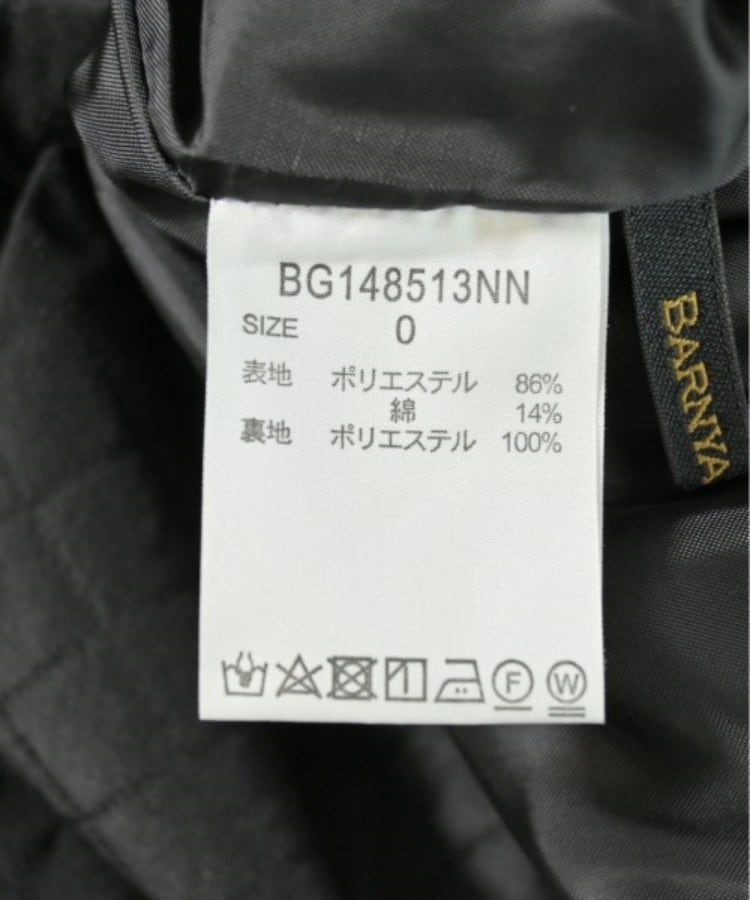 BG148513NN
SIZE 0
表地 ポリエステル 86%
綿 14%
裏地 ポリエステル 100%
F W
BARNYA